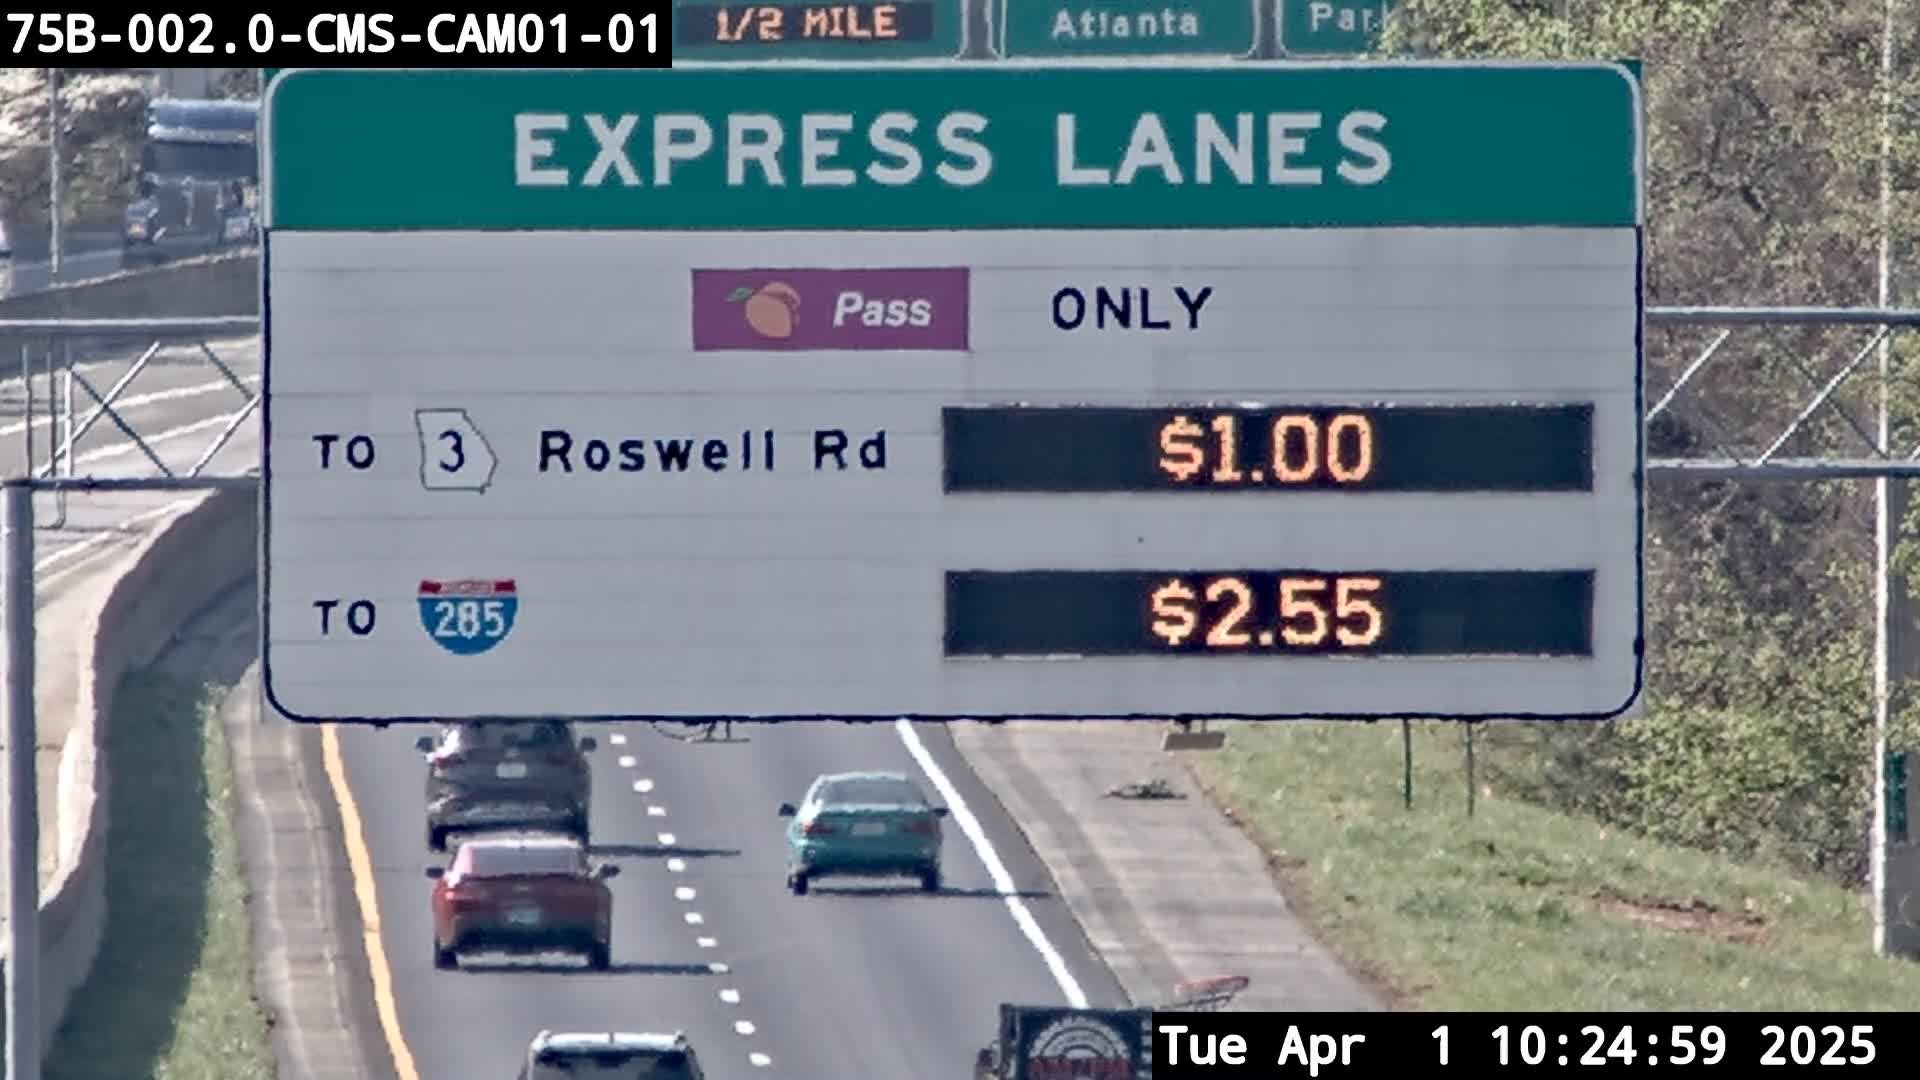 75B-002.0-CMS-CAM01-01
1/2 MILE
Atlanta
EXPRESS LANES
Pass ONLY
TO 3 Roswell Rd $1.00
TO 285 $2.55
Tue Apr 1 10:24:59 2025